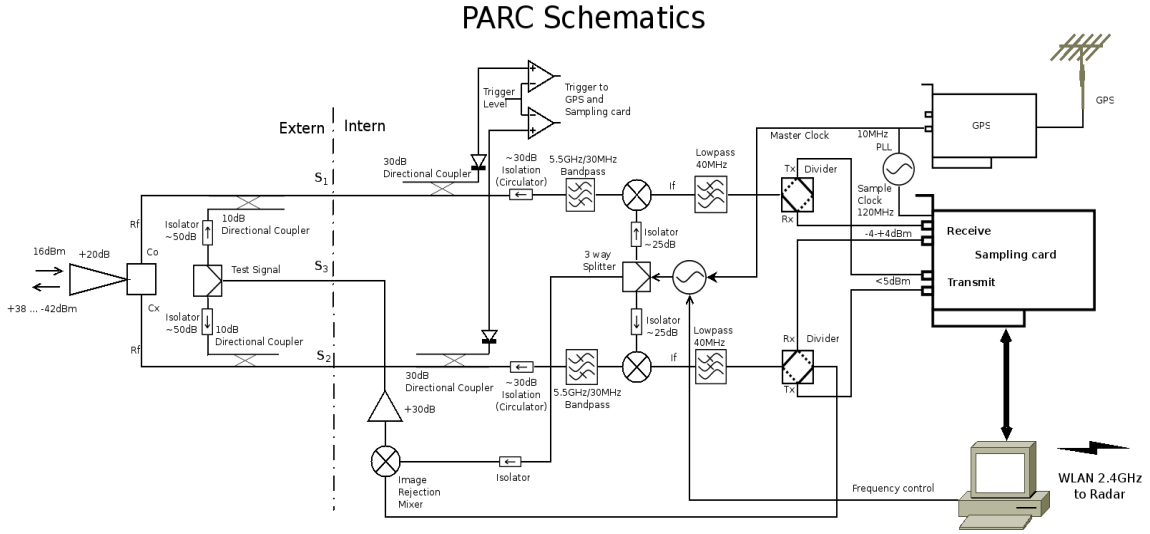 PARC Schematics
Extern
Intern
Trigger
Level
Trigger to
GPS and
Sampling card
GPS
GPS
Master Clock
10MHz
PLL
Sample
Clock
120MHz
30dB
Directional Coupler
~30dB
Isolation
(Circulator)
5.5GHz/30MHz
Bandpass
If
Lowpass
40MHz
Tx
Divider
Rx
S1
Rf
Isolator
~50dB
10dB
Directional Coupler
Isolator
~25dB
-4-+4dBm
Receive
Sampling card
Transmit
<5dBm
16dBm
+20dB
Co
Cx
+38 ... -42dBm
Test Signal
S3
3 way
Splitter
Isolator
~50dB
10dB
Directional Coupler
Isolator
~25dB
Lowpass
40MHz
Rx
Divider
Tx
Rf
S2
If
30dB
Directional Coupler
~30dB
Isolation
(Circulator)
5.5GHz/30MHz
Bandpass
+30dB
Isolator
Image
Rejection
Mixer
Frequency control
WLAN 2.4GHz
to Radar